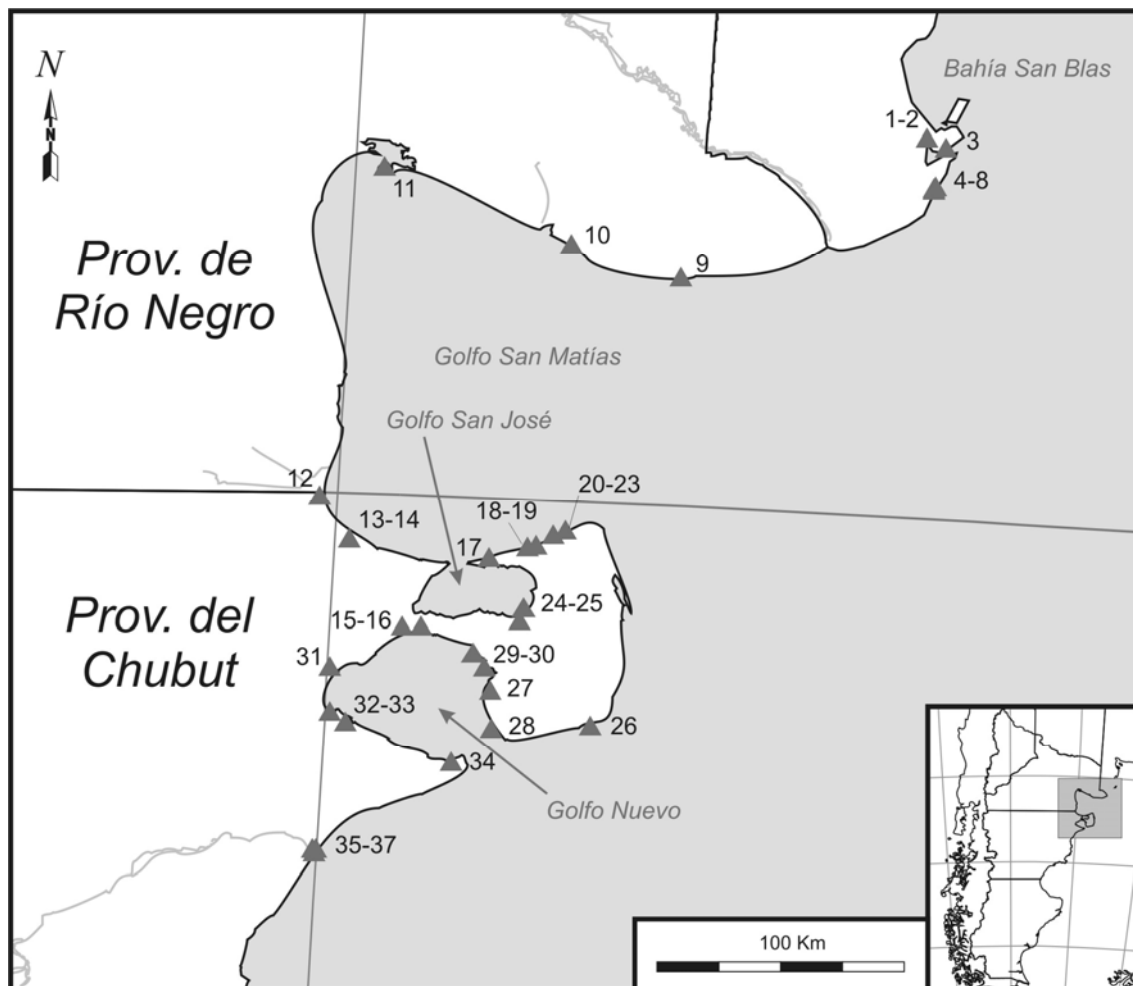 N
N
Bahía San Blas
1-2
3
4-8
11
10
9
Prov. de
Río Negro
Golfo San Matías
Golfo San José
12
20-23
18-19
13-14
17
Prov. del
Chubut
24-25
15-16
29-30
31
27
32-33
28
26
34
Golfo Nuevo
35-37
100 Km